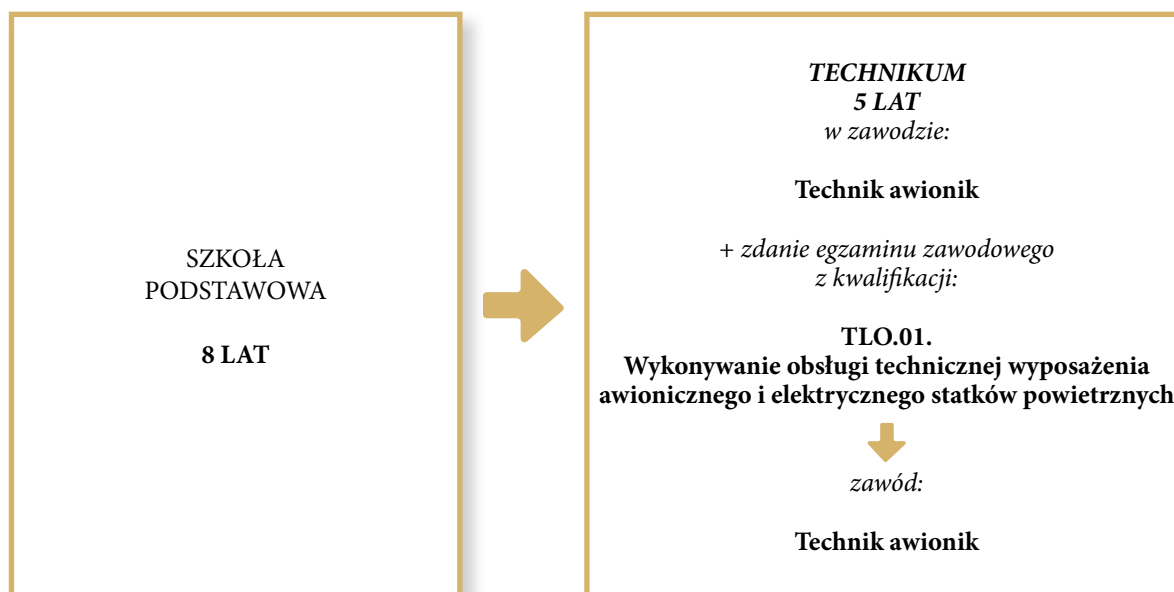 SZKOŁA
PODSTAWOWA
8 LAT
TECHNIKUM
5 LAT
w zawodzie:
Technik awionik
+ zdanie egzaminu zawodowego
z kwalifikacji:
TLO.01.
Wykonywanie obsługi technicznej wyposażenia
awionicznego i elektrycznego statków powietrznych
zawód:
Technik awionik